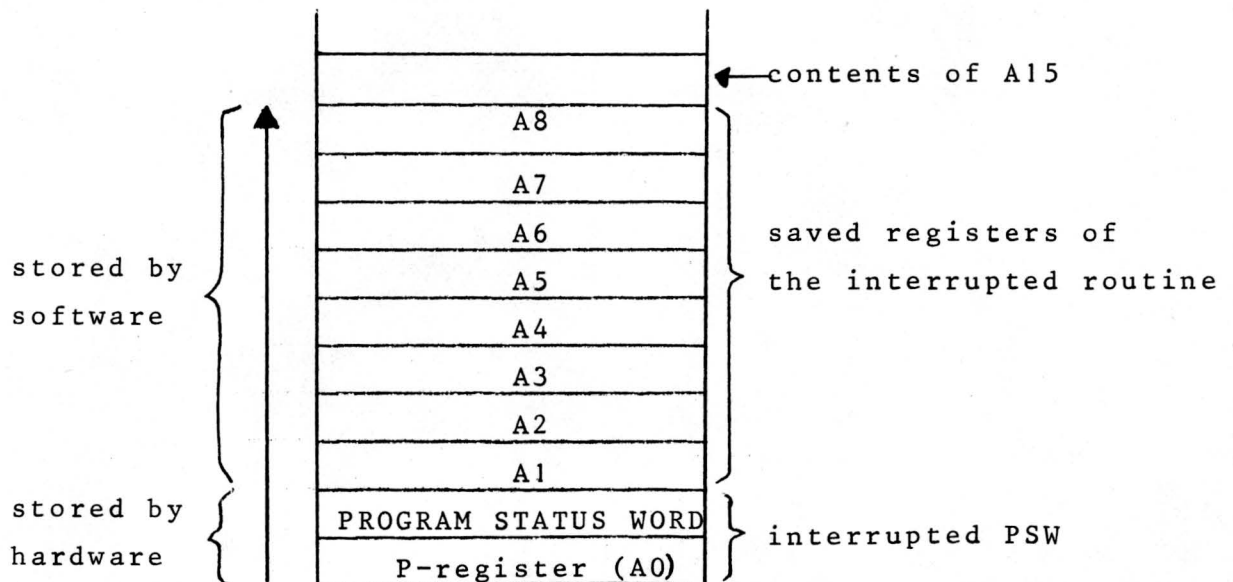 contents of A15
A8
A7
A6
saved registers of
the interrupted routine
stored by
software
A5
A4
A3
A2
A1
stored by
hardware
PROGRAM STATUS WORD
P-register (A0)
interrupted PSW